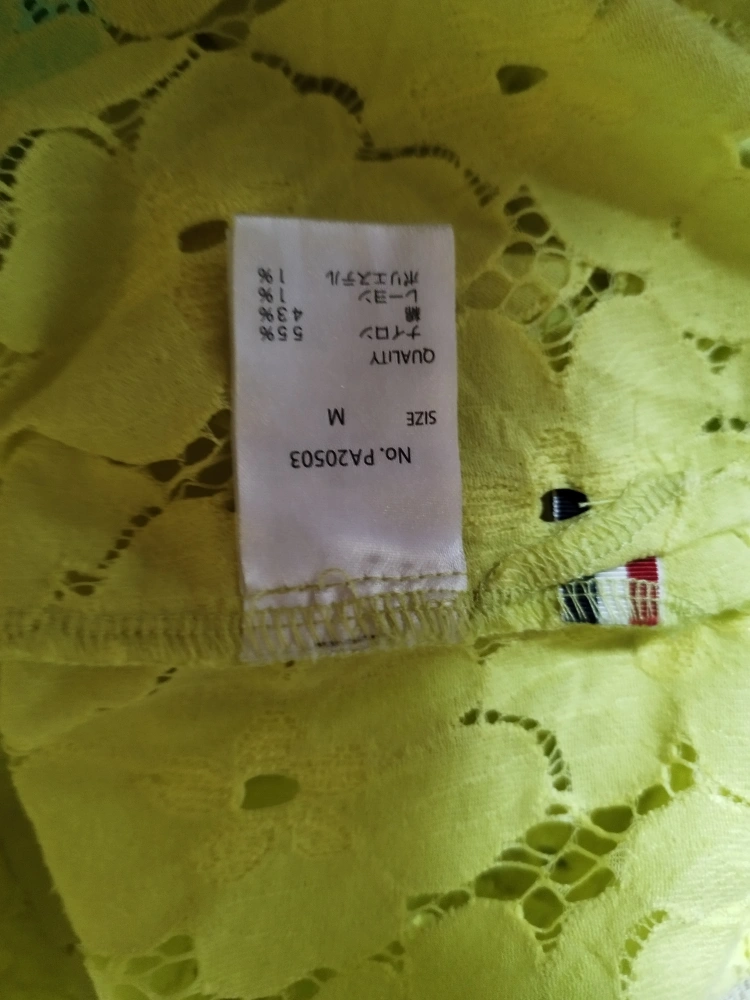 No. PA20503
SIZE M
QUALITY
ナイロン 55%
綿 43%
レーヨン 1%
ポリエステル 1%